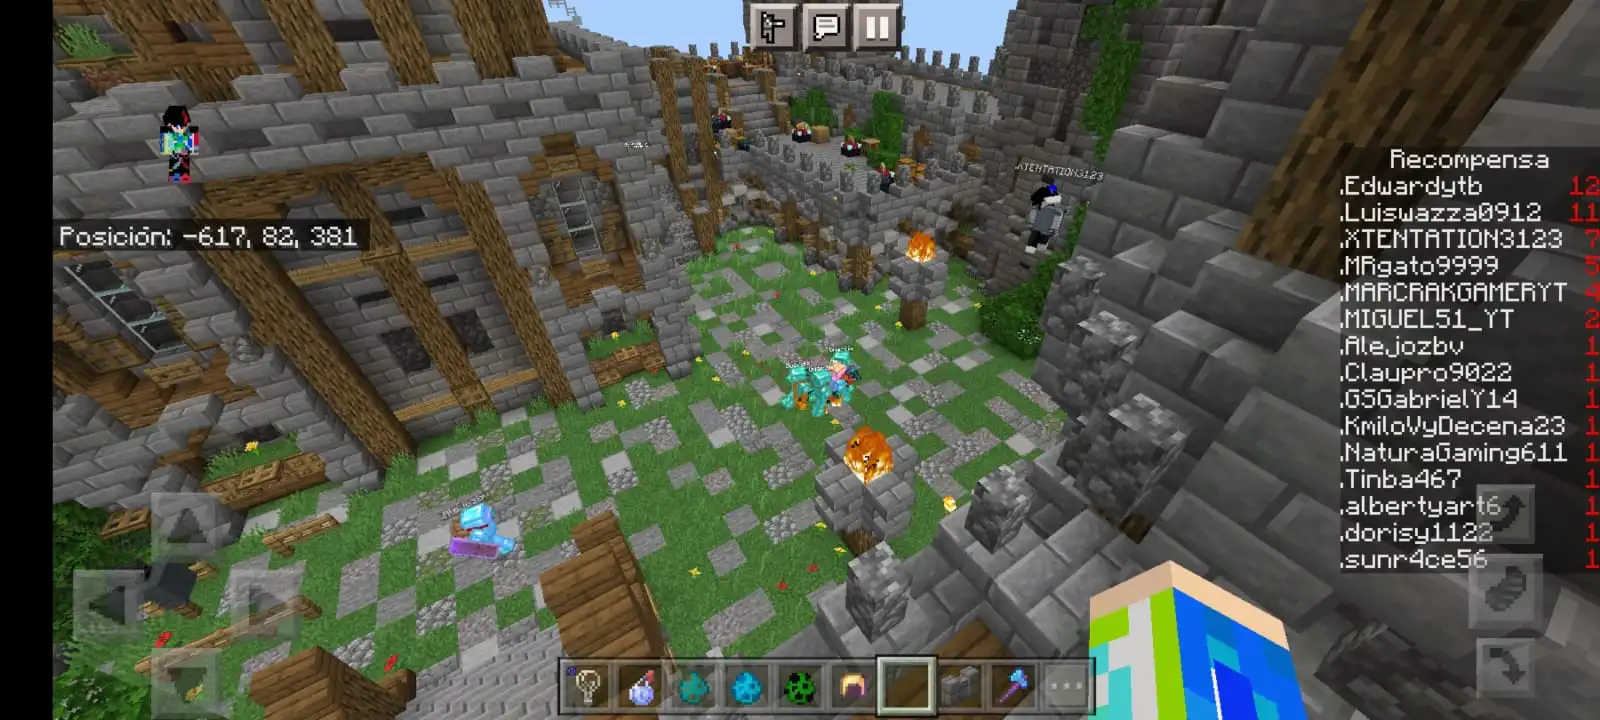 XTENTATION3123
Posición: -617, 82, 381
Recompensa
.Edwardytb 12
.Luiswazza0912 11
.XTENTATION3123 7
.MRgato9999 5
.MARCRAKGAMERYT 4
.MIGUEL51_YT 2
.Alejozbv 1
.Claupro9022 1
.GSGabrielY14 1
.KmiloVyDecena23 1
.NaturaGaming611 1
.Tinba467 1
.albertyart6 1
.dorisy1122 1
.sunr4ce56 1